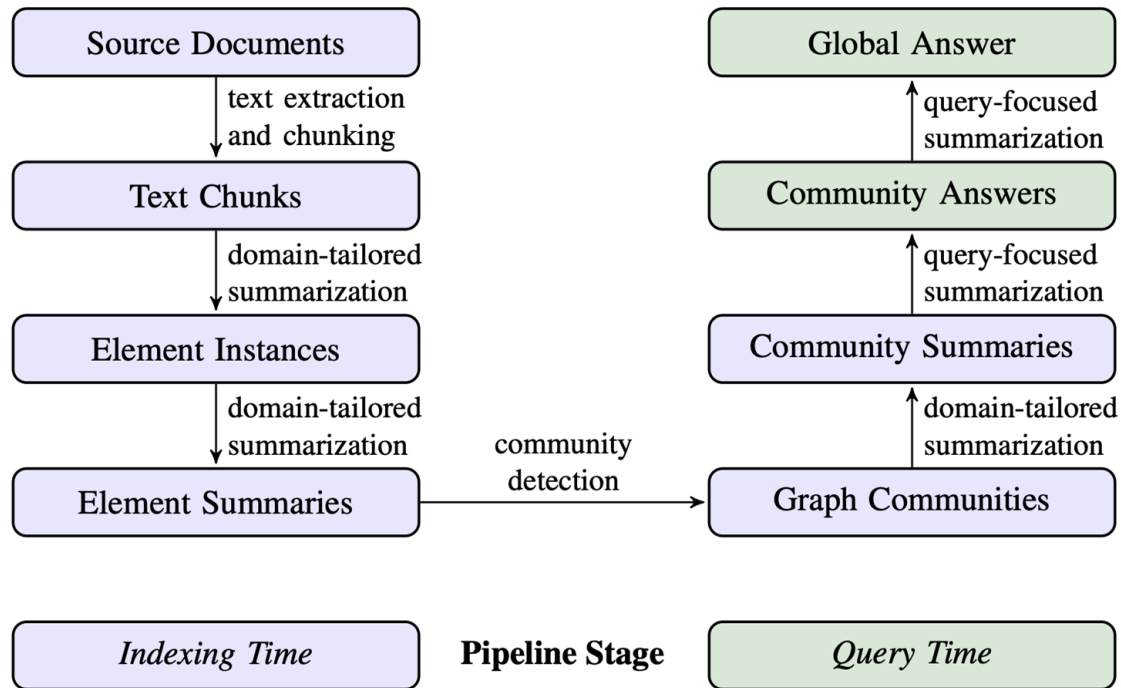 Source Documents
text extraction
and chunking
Text Chunks
domain-tailored
summarization
Element Instances
domain-tailored
summarization
Element Summaries
community
detection
Graph Communities
domain-tailored
summarization
Community Summaries
query-focused
summarization
Community Answers
query-focused
summarization
Global Answer
Indexing Time
Pipeline Stage
Query Time